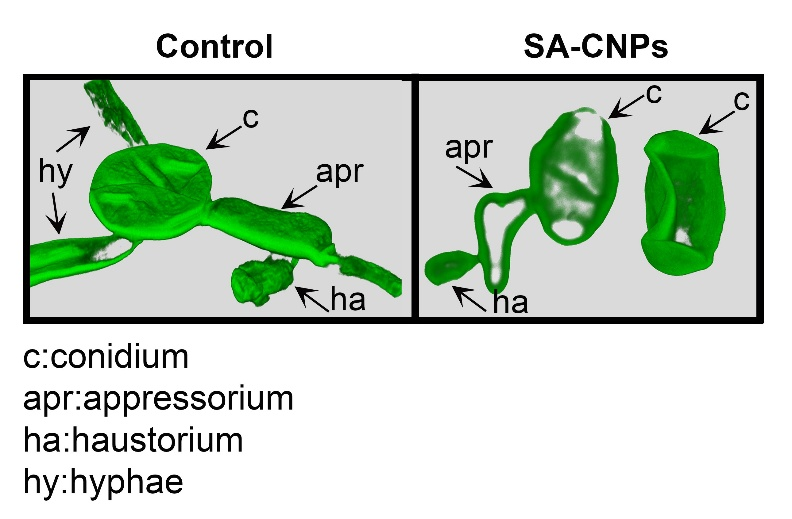 Control
SA-CNPs
c
hy
apr
ha
c
c
apr
ha
c:conidium
apr:appressorium
ha:haustorium
hy:hyphae